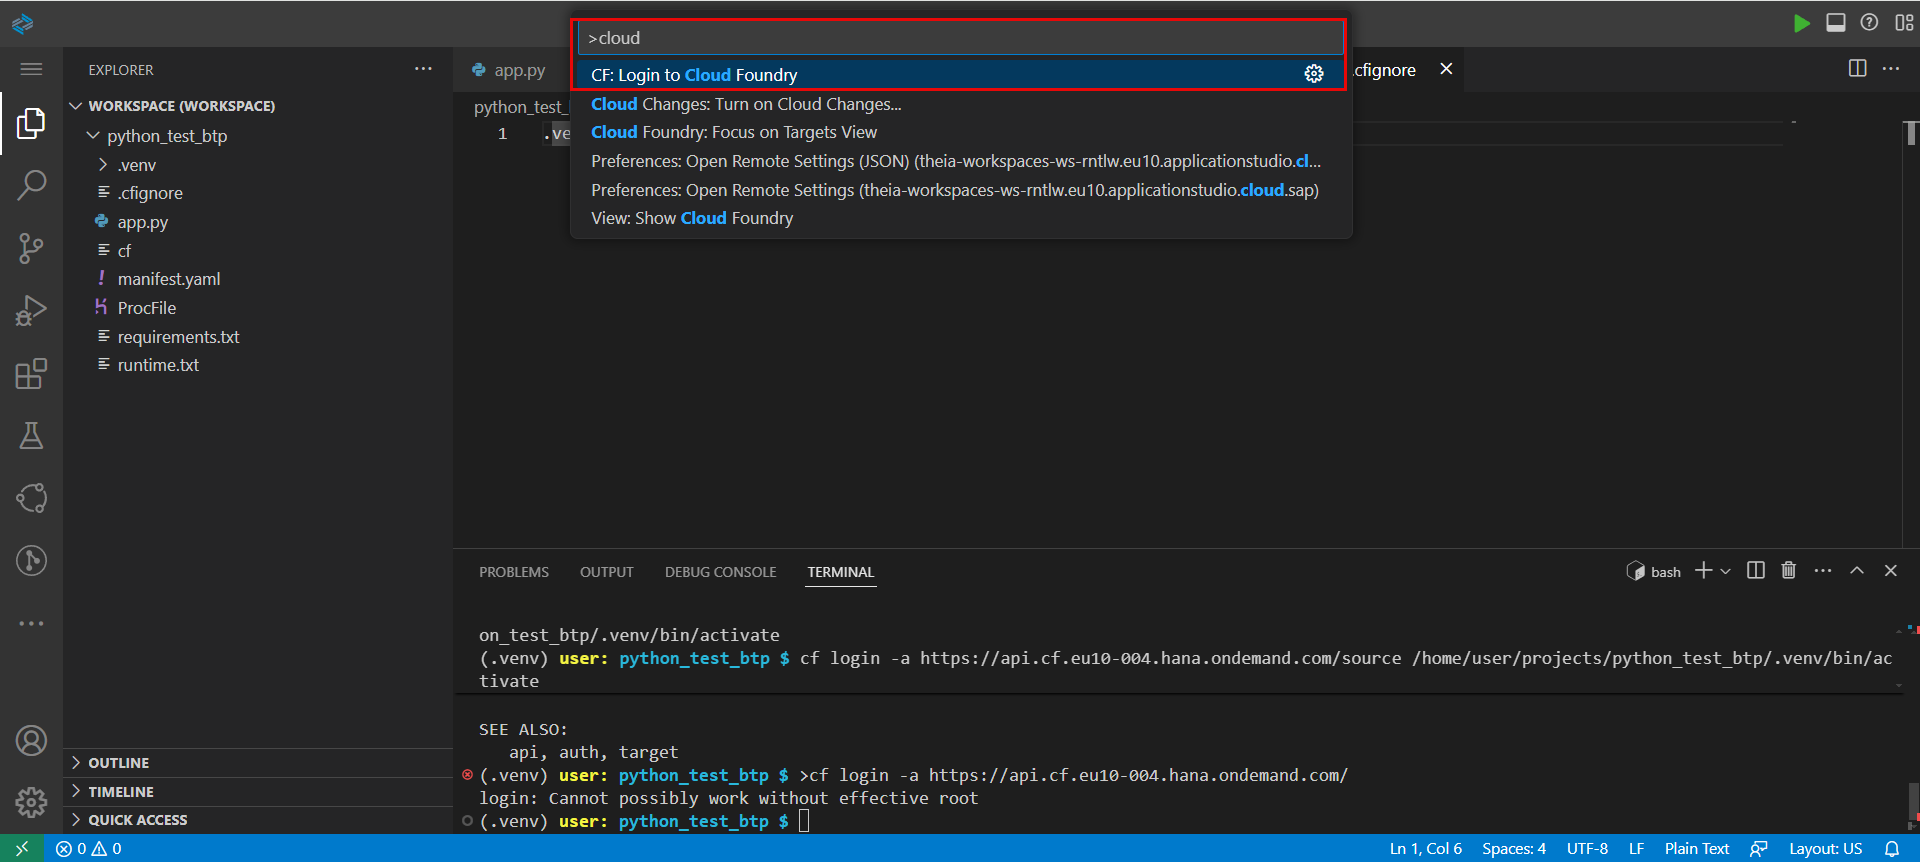 >cloud
CF: Login to Cloud Foundry
Cloud Changes: Turn on Cloud Changes...
Cloud Foundry: Focus on Targets View
Preferences: Open Remote Settings (JSON) (theia-workspaces-ws-rntlw.eu10.applicationstudio.cl...
Preferences: Open Remote Settings (theia-workspaces-ws-rntlw.eu10.applicationstudio.cloud.sap)
View: Show Cloud Foundry
EXPLORER
WORKSPACE (WORKSPACE)
python_test_btp
.venv
.cfignore
app.py
cf
manifest.yaml
ProcFile
requirements.txt
runtime.txt
OUTLINE
TIMELINE
QUICK ACCESS
app.py
.cfignore
python_test_
1 .ve
PROBLEMS OUTPUT DEBUG CONSOLE TERMINAL
bash
on_test_btp/.venv/bin/activate
(.venv) user: python_test_btp $ cf login -a https://api.cf.eu10-004.hana.ondemand.com/source /home/user/projects/python_test_btp/.venv/bin/ac
tivate
SEE ALSO:
api, auth, target
(.venv) user: python_test_btp $ >cf login -a https://api.cf.eu10-004.hana.ondemand.com/
login: Cannot possibly work without effective root
(.venv) user: python_test_btp $
0 0
Ln 1, Col 6 Spaces: 4 UTF-8 LF Plain Text Layout: US